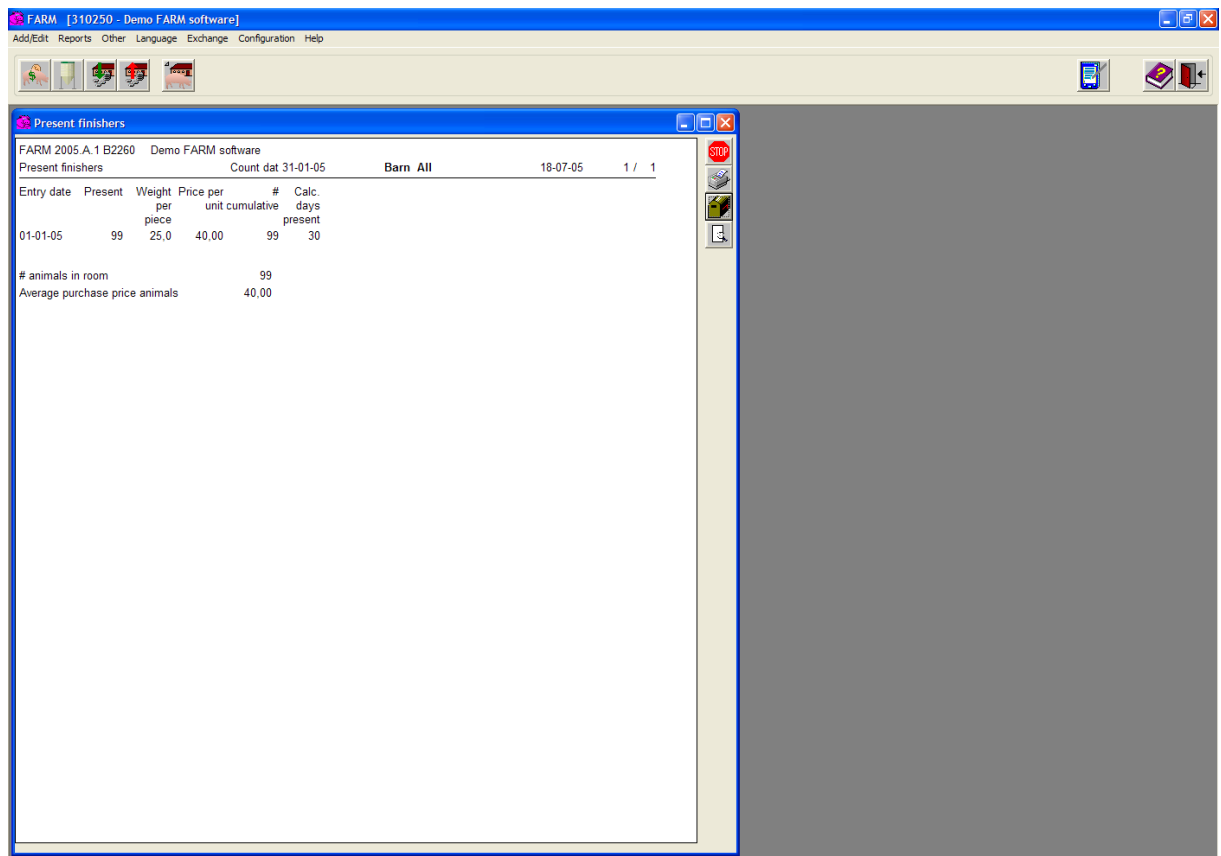 FARM [310250 - Demo FARM software]
Add/Edit Reports Other Language Exchange Configuration Help
Present finishers
STOP
FARM 2005.A.1 B2260 Demo FARM software
Present finishers Count dat 31-01-05 Barn All 18-07-05 1 / 1
Entry date Present Weight Price per # Calc.
per unit cumulative days
piece present
01-01-05 99 25,0 40,00 99 30
# animals in room 99
Average purchase price animals 40,00